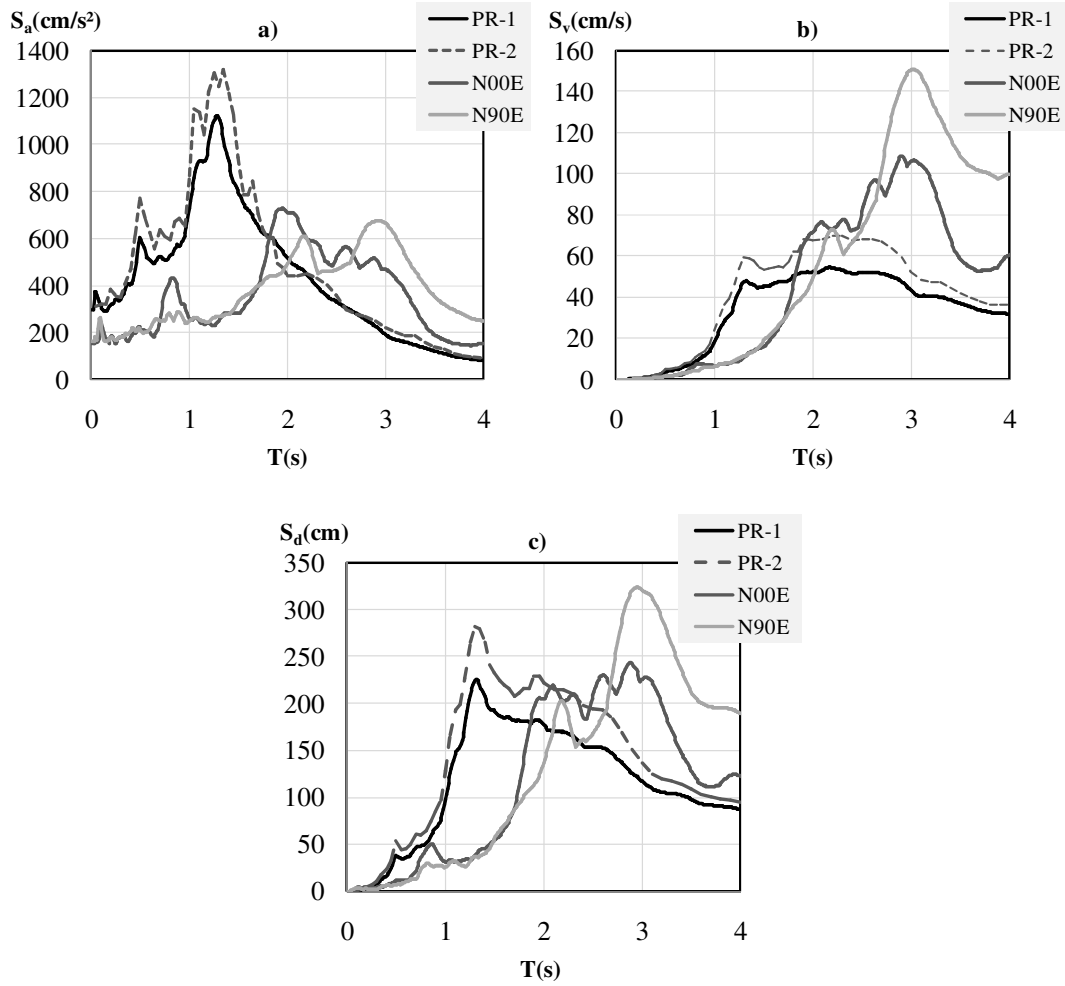 Sa(cm/s²)
a)
PR-1
PR-2
N00E
N90E
1400
1200
1000
800
600
400
200
0
0 1 2 3 4
T(s)
Sv(cm/s)
b)
PR-1
PR-2
N00E
N90E
160
140
120
100
80
60
40
20
0
0 1 2 3 4
T(s)
Sd(cm)
c)
PR-1
PR-2
N00E
N90E
350
300
250
200
150
100
50
0
0 1 2 3 4
T(s)